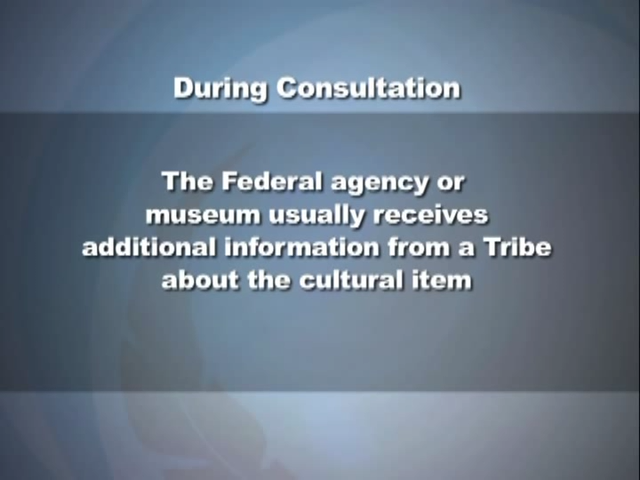 During Consultation
The Federal agency or
museum usually receives
additional information from a Tribe
about the cultural item